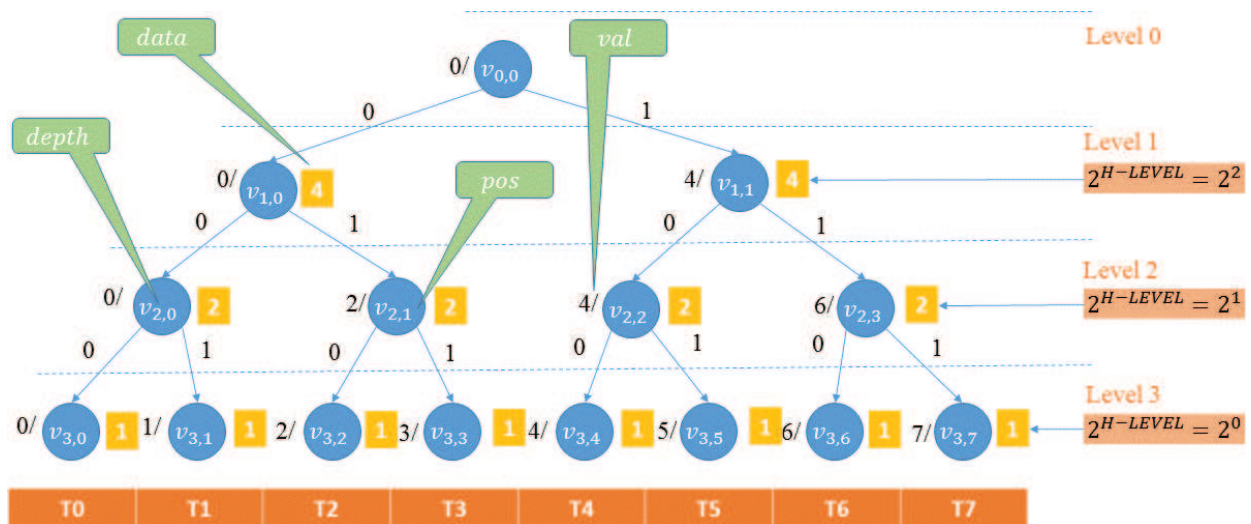 data
val
Level 0
0/ v0,0
0 1
depth
Level 1
pos
0/ v1,0 4
4/ v1,1 4
2^{H−LEVEL} = 2^2
0 1 0 1
Level 2
0/ v2,0 2
2/ v2,1 2
4/ v2,2 2
6/ v2,3 2
2^{H−LEVEL} = 2^1
0 1 0 1 0 1 0 1
Level 3
0/ v3,0 1
1/ v3,1 1
2/ v3,2 1
3/ v3,3 1
4/ v3,4 1
5/ v3,5 1
6/ v3,6 1
7/ v3,7 1
2^{H−LEVEL} = 2^0
T0 T1 T2 T3 T4 T5 T6 T7